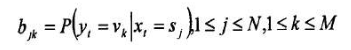 b_{jk} = P(y_t = v_k | x_t = s_j), 1 ≤ j ≤ N, 1 ≤ k ≤ M